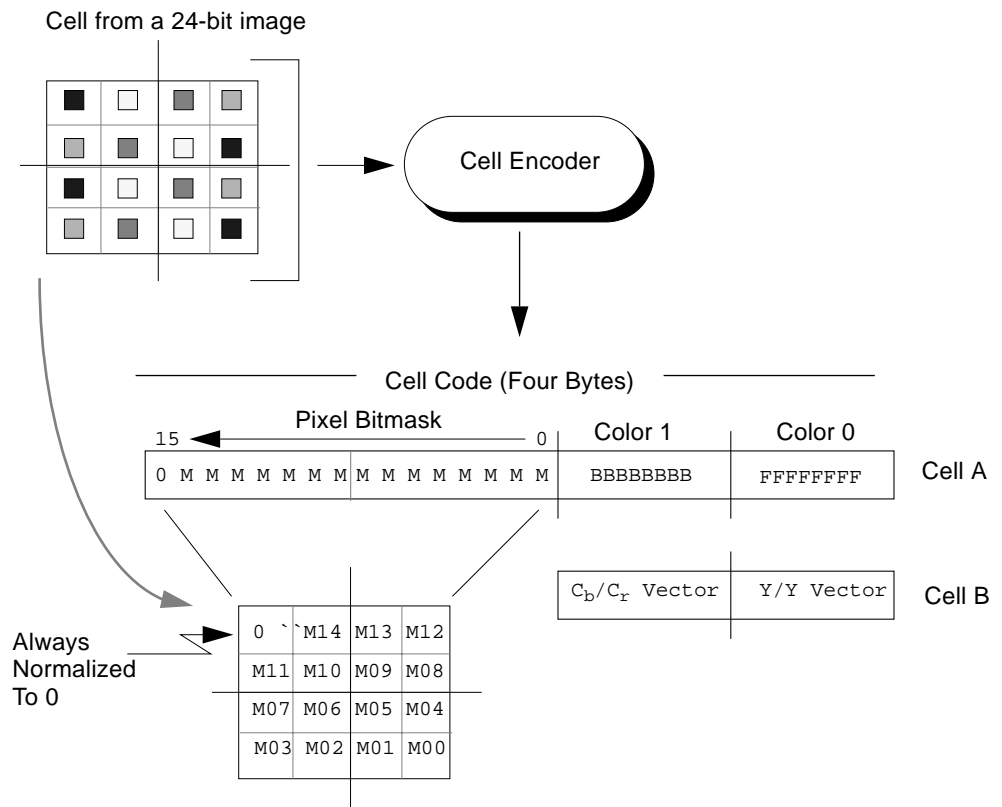 Cell from a 24-bit image
Cell Encoder
Cell Code (Four Bytes)
Pixel Bitmask
15 0 Color 1 Color 0
0 M M M M M M M M M M M M M M M BBBBBBBB FFFFFFFF Cell A
Cb/Cr Vector Y/Y Vector Cell B
Always
Normalized
To 0
0 ``M14 M13 M12
M11 M10 M09 M08
M07 M06 M05 M04
M03 M02 M01 M00